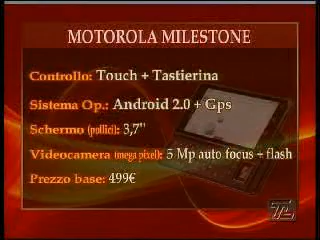 MOTOROLA MILESTONE
Controllo: Touch + Tastierina
Sistema Op.: Android 2.0 + Gps
Schermo (pollici): 3,7"
Videocamera (mega pixel): 5 Mp auto focus + flash
Prezzo base: 499€